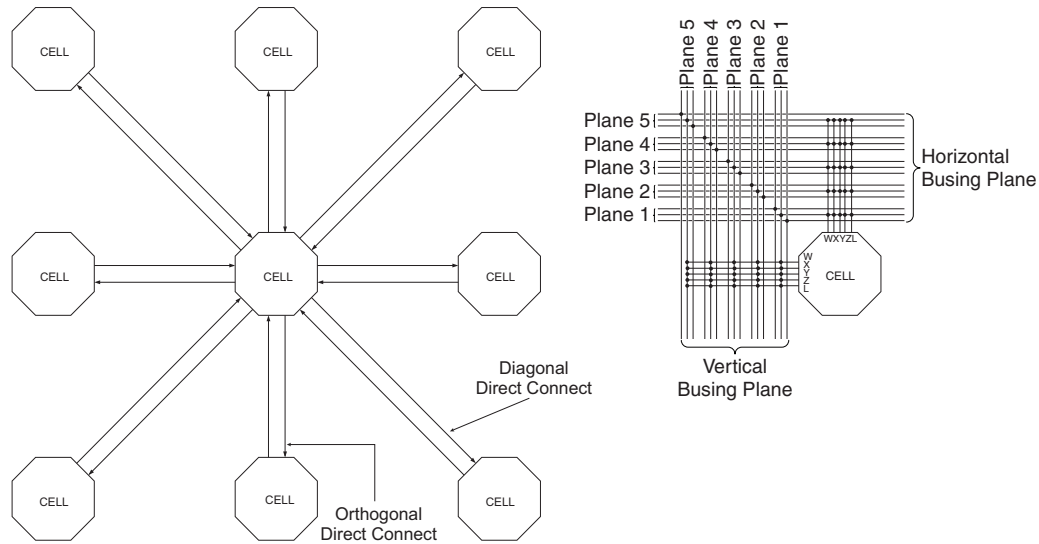 CELL
CELL
CELL
CELL
CELL
CELL
CELL
CELL
CELL
Diagonal
Direct Connect
Orthogonal
Direct Connect
Plane 5
Plane 4
Plane 3
Plane 2
Plane 1
Plane 5
Plane 4
Plane 3
Plane 2
Plane 1
Horizontal
Busing Plane
WXYZL
W
X
Y
Z
L
CELL
Vertical
Busing Plane